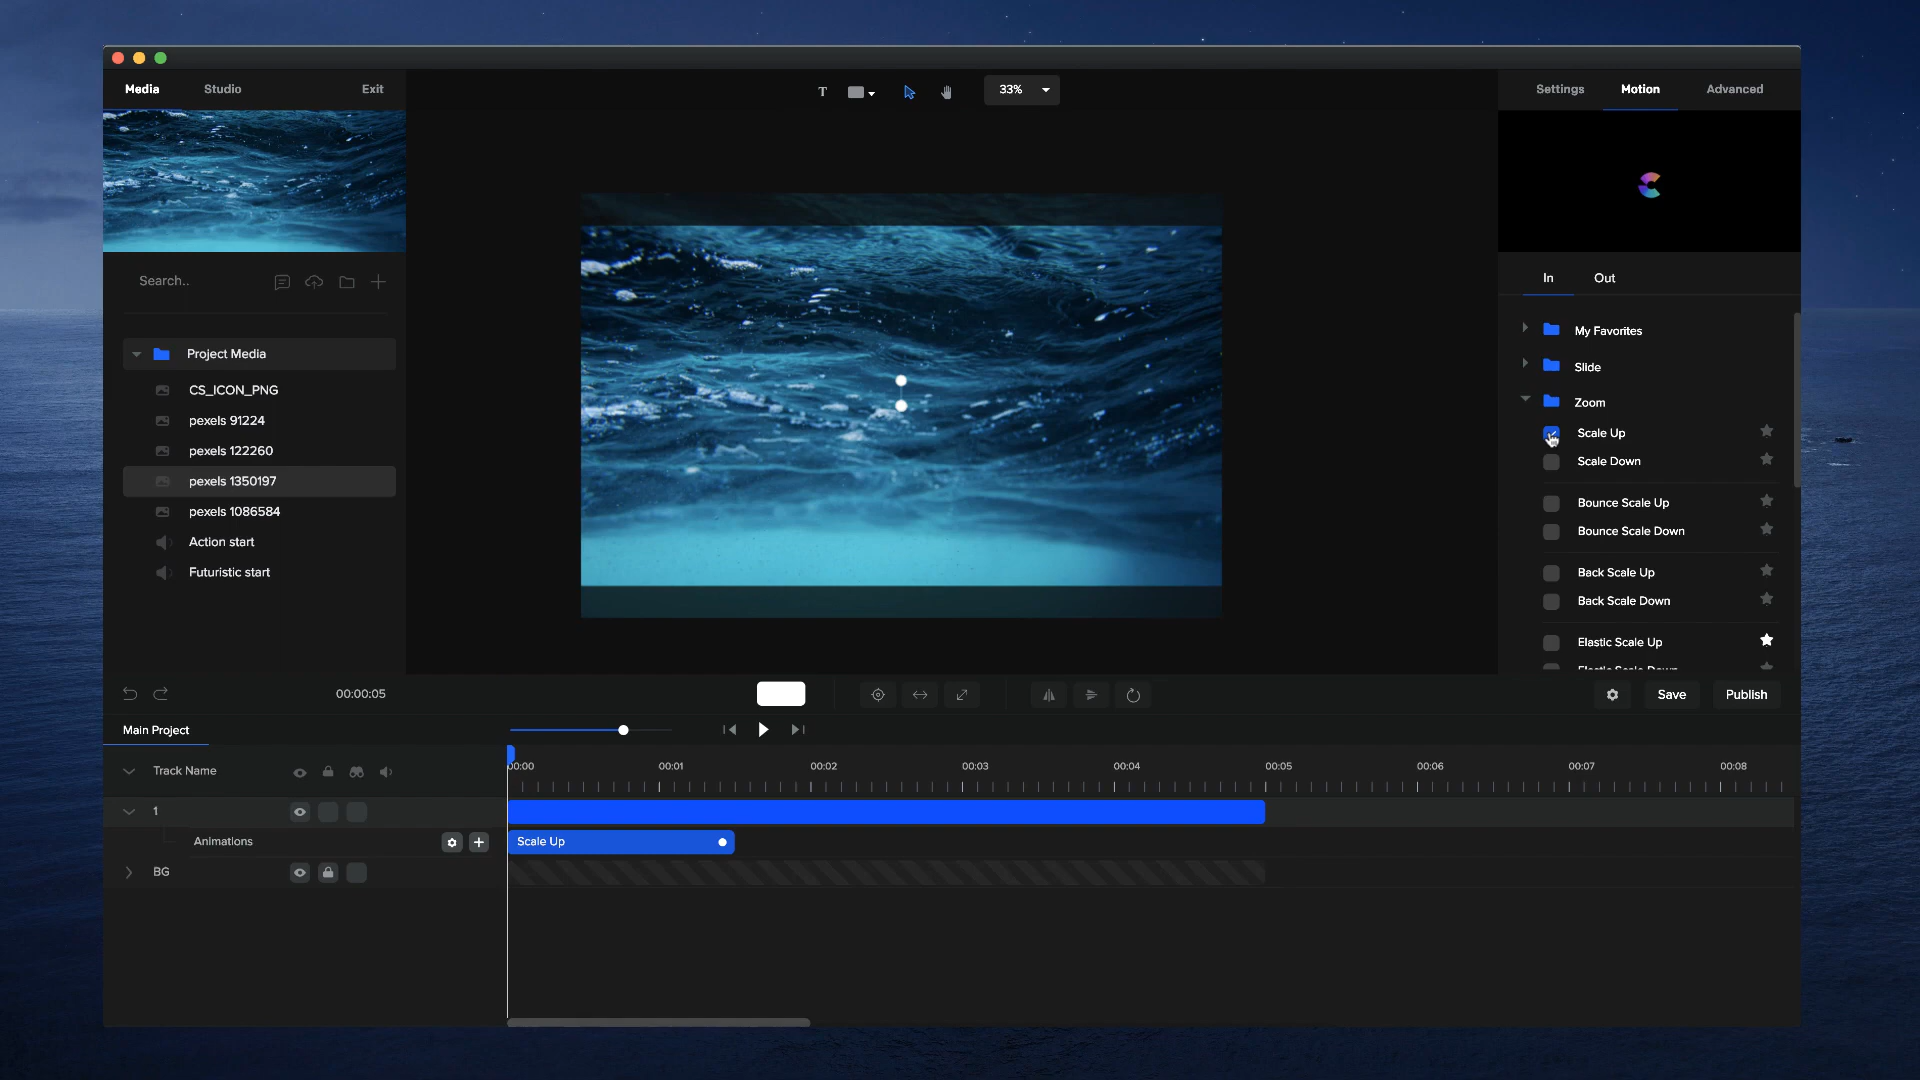 Media Studio Exit
T 33%
Settings Motion Advanced
Search..
In Out
Project Media
CS_ICON_PNG
pexels 91224
pexels 122260
pexels 1350197
pexels 1086584
Action start
Futuristic start
My Favorites
Slide
Zoom
Scale Up
Scale Down
Bounce Scale Up
Bounce Scale Down
Back Scale Up
Back Scale Down
Elastic Scale Up
Elastic Scale Down
00:00:05
Save Publish
Main Project
Track Name
00:00 00:01 00:02 00:03 00:04 00:05 00:06 00:07 00:08
1
Animations
Scale Up
BG